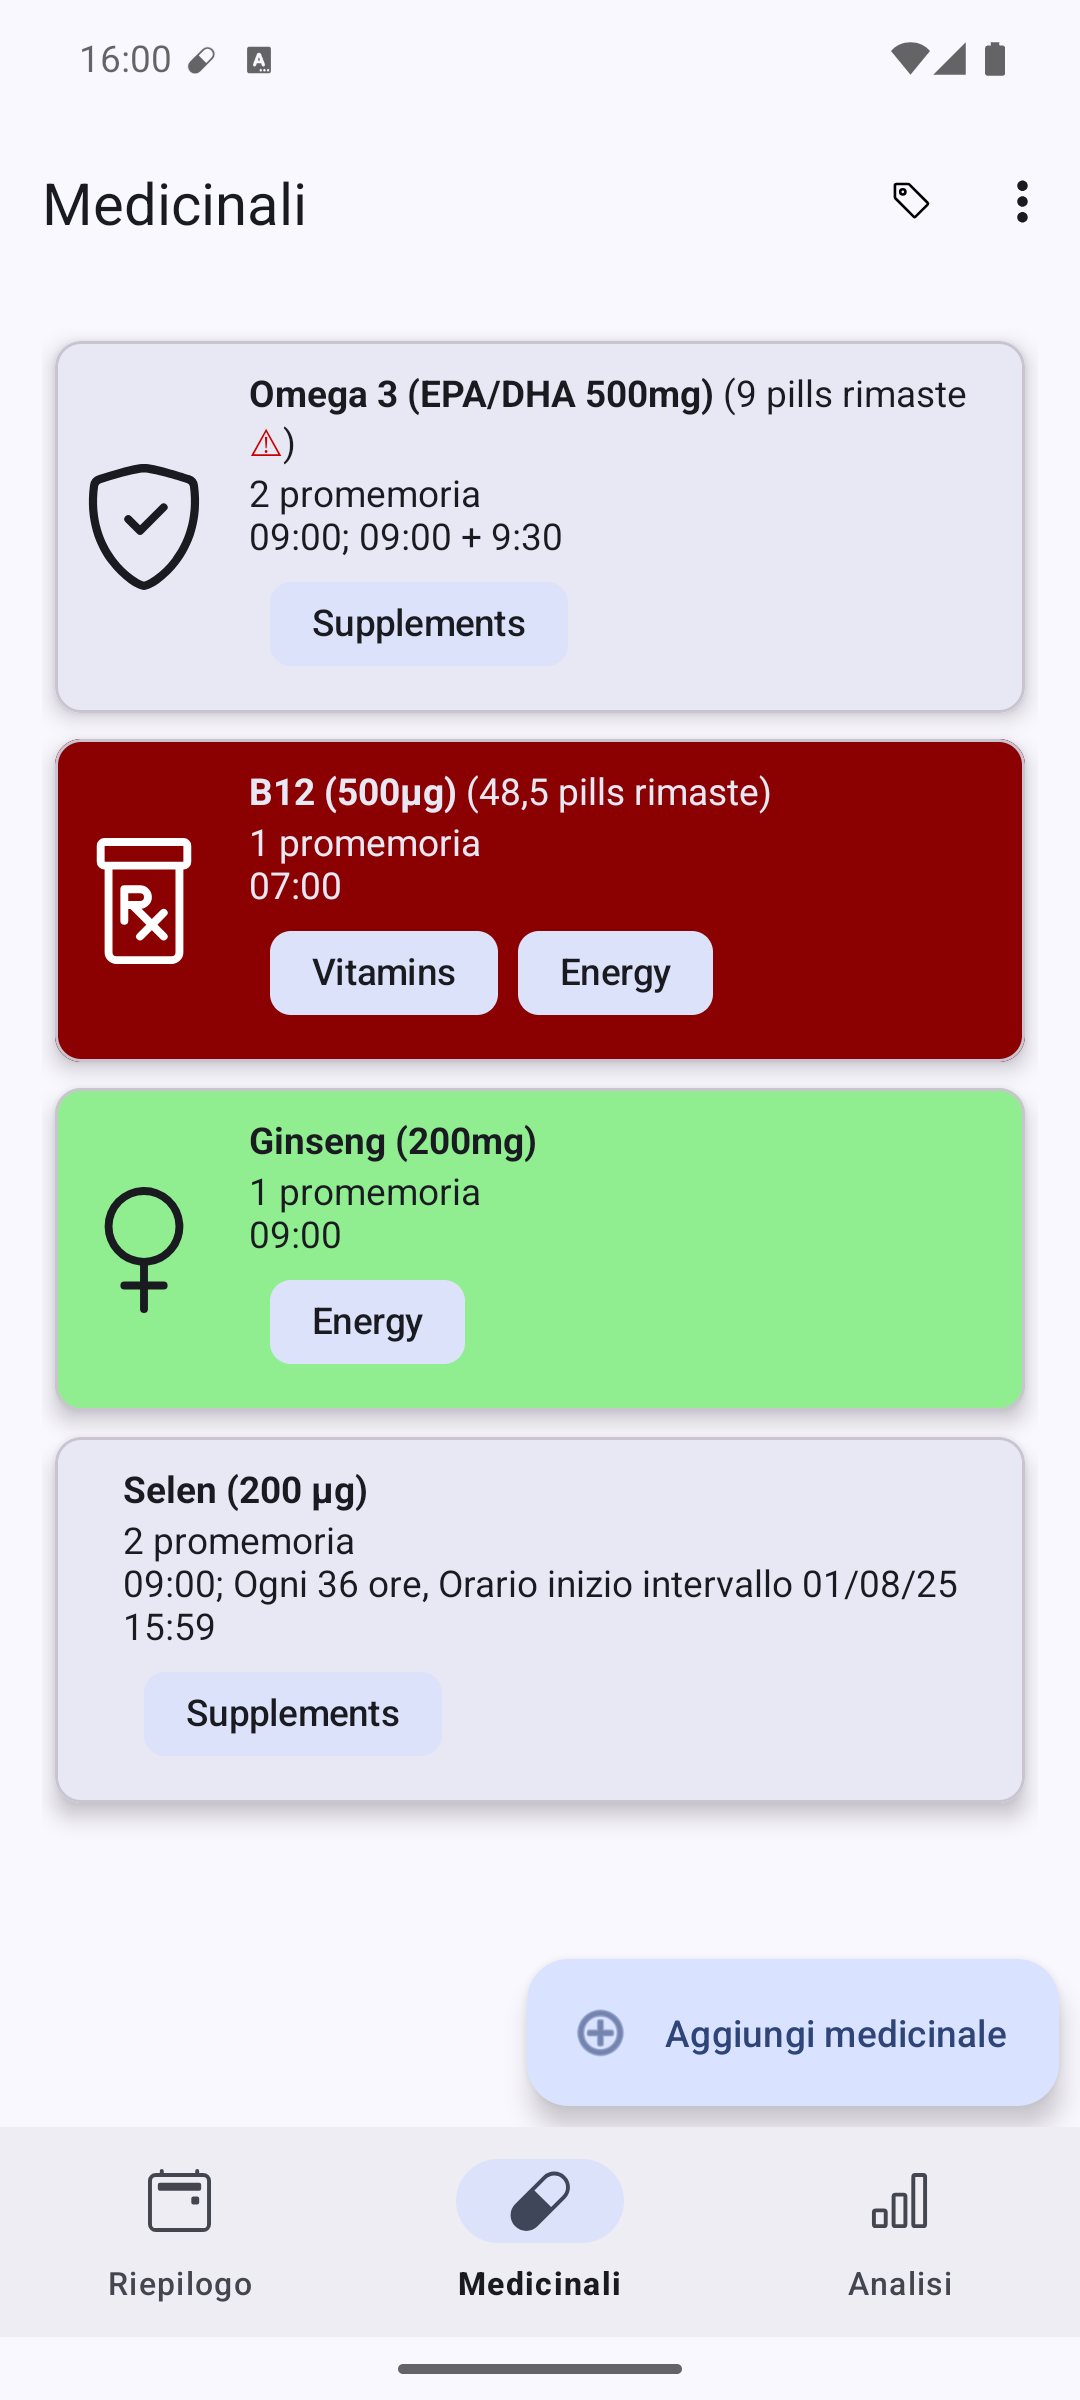 16:00
Medicinali
Omega 3 (EPA/DHA 500mg) (9 pills rimaste
⚠)
2 promemoria
09:00; 09:00 + 9:30
Supplements
B12 (500µg) (48,5 pills rimaste)
1 promemoria
07:00
Vitamins Energy
Ginseng (200mg)
1 promemoria
09:00
Energy
Selen (200 µg)
2 promemoria
09:00; Ogni 36 ore, Orario inizio intervallo 01/08/25
15:59
Supplements
Aggiungi medicinale
Riepilogo Medicinali Analisi